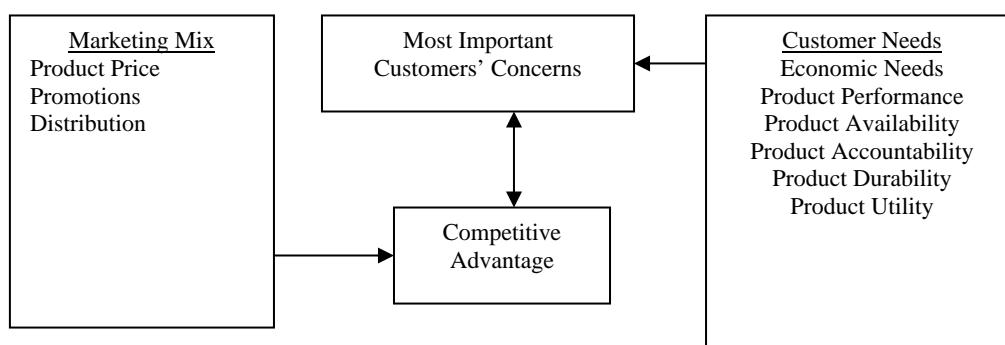 Marketing Mix
Product Price
Promotions
Distribution
Most Important
Customers’ Concerns
Competitive
Advantage
Customer Needs
Economic Needs
Product Performance
Product Availability
Product Accountability
Product Durability
Product Utility